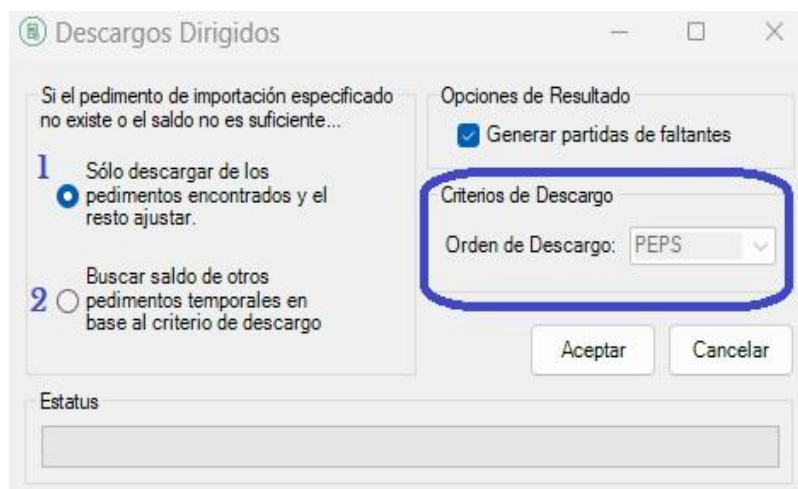 Descargos Dirigidos
Si el pedimento de importación especificado
no existe o el saldo no es suficiente...
1
Sólo descargar de los
pedimentos encontrados y el
resto ajustar.
2
Buscar saldo de otros
pedimentos temporales en
base al criterio de descargo
Opciones de Resultado
Generar partidas de faltantes
Criterios de Descargo
Orden de Descargo: PEPS
Aceptar Cancelar
Estatus